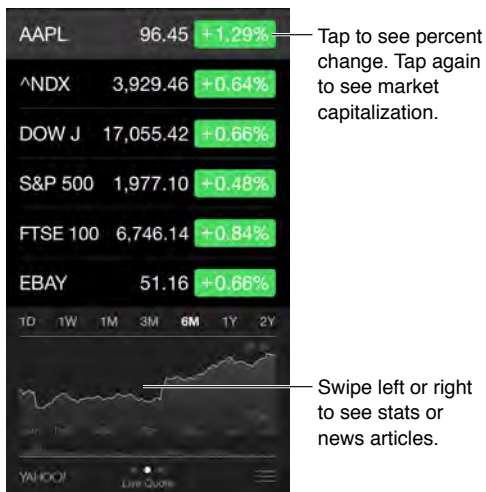 AAPL 96.45 +1.29%
Tap to see percent
change. Tap again
to see market
capitalization.
^NDX 3,929.46 +0.64%
DOW J 17,055.42 +0.66%
S&P 500 1,977.10 +0.48%
FTSE 100 6,746.14 +0.84%
EBAY 51.16 +0.66%
1D 1W 1M 3M 6M 1Y 2Y
Swipe left or right
to see stats or
news articles.
YAHOO!
Live Quote